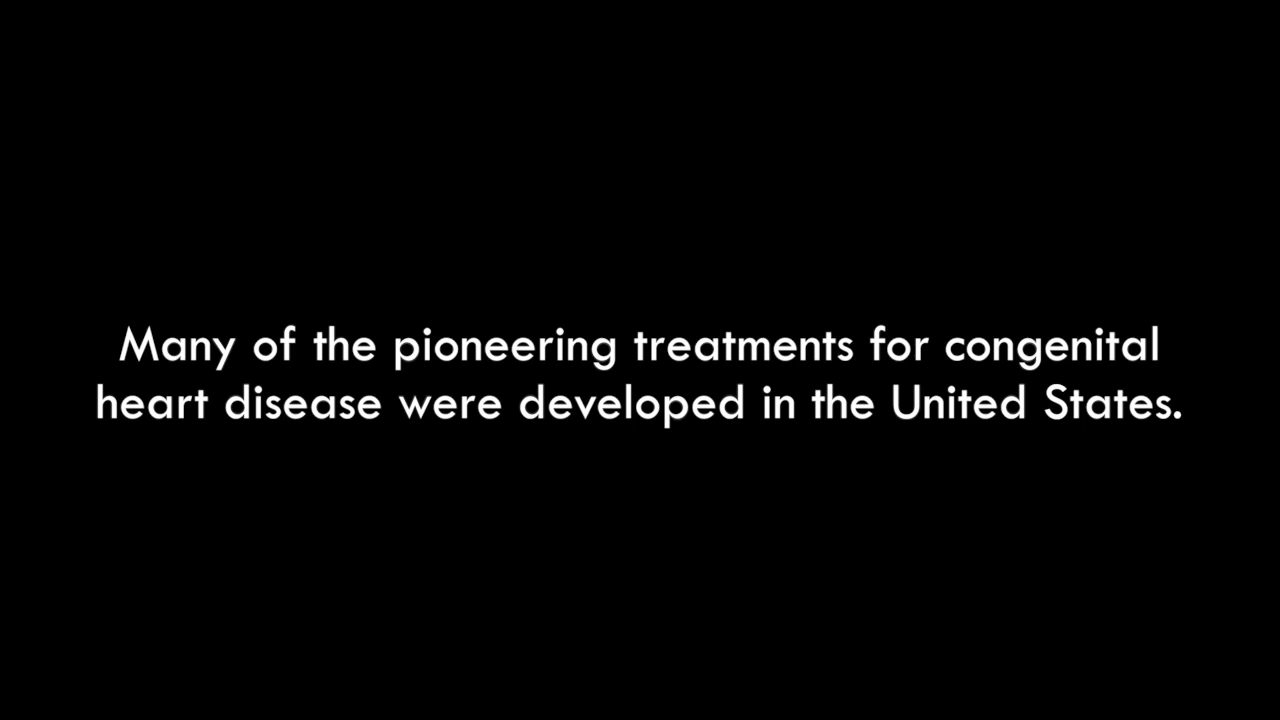 Many of the pioneering treatments for congenital
heart disease were developed in the United States.